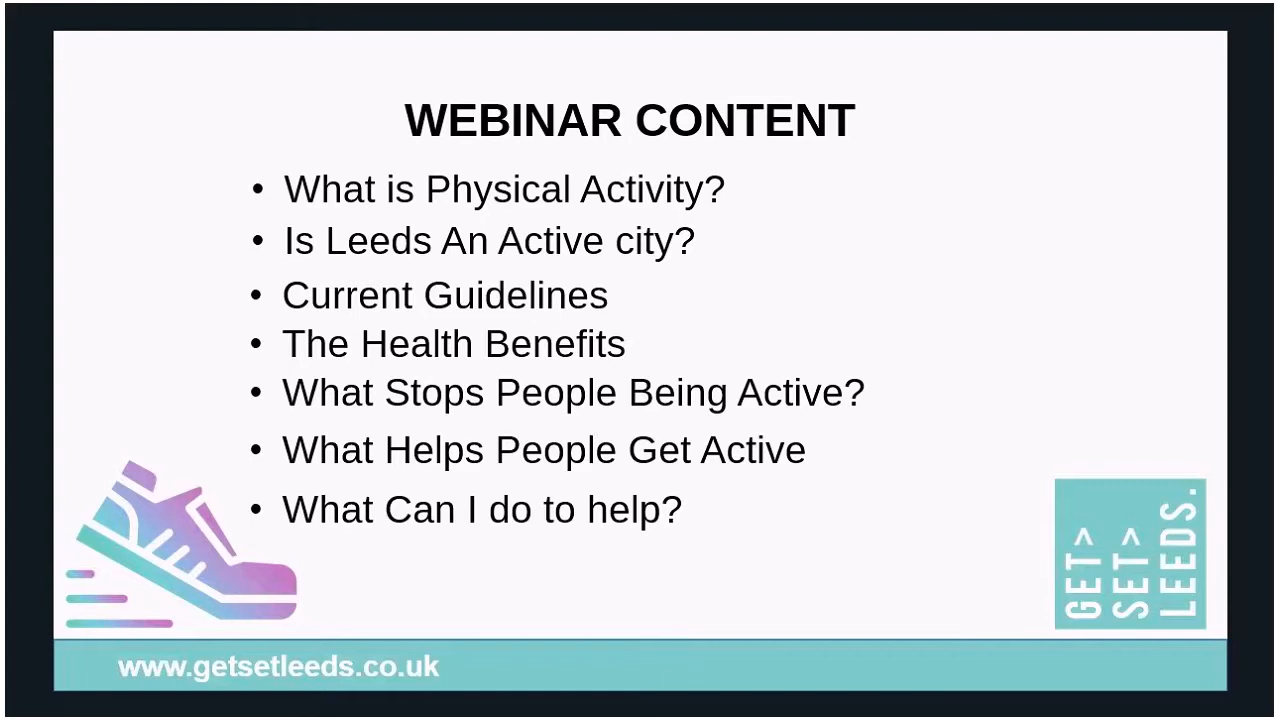 WEBINAR CONTENT
• What is Physical Activity?
• Is Leeds An Active city?
• Current Guidelines
• The Health Benefits
• What Stops People Being Active?
• What Helps People Get Active
• What Can I do to help?
GET>
SET>
LEEDS.
www.getsetleeds.co.uk